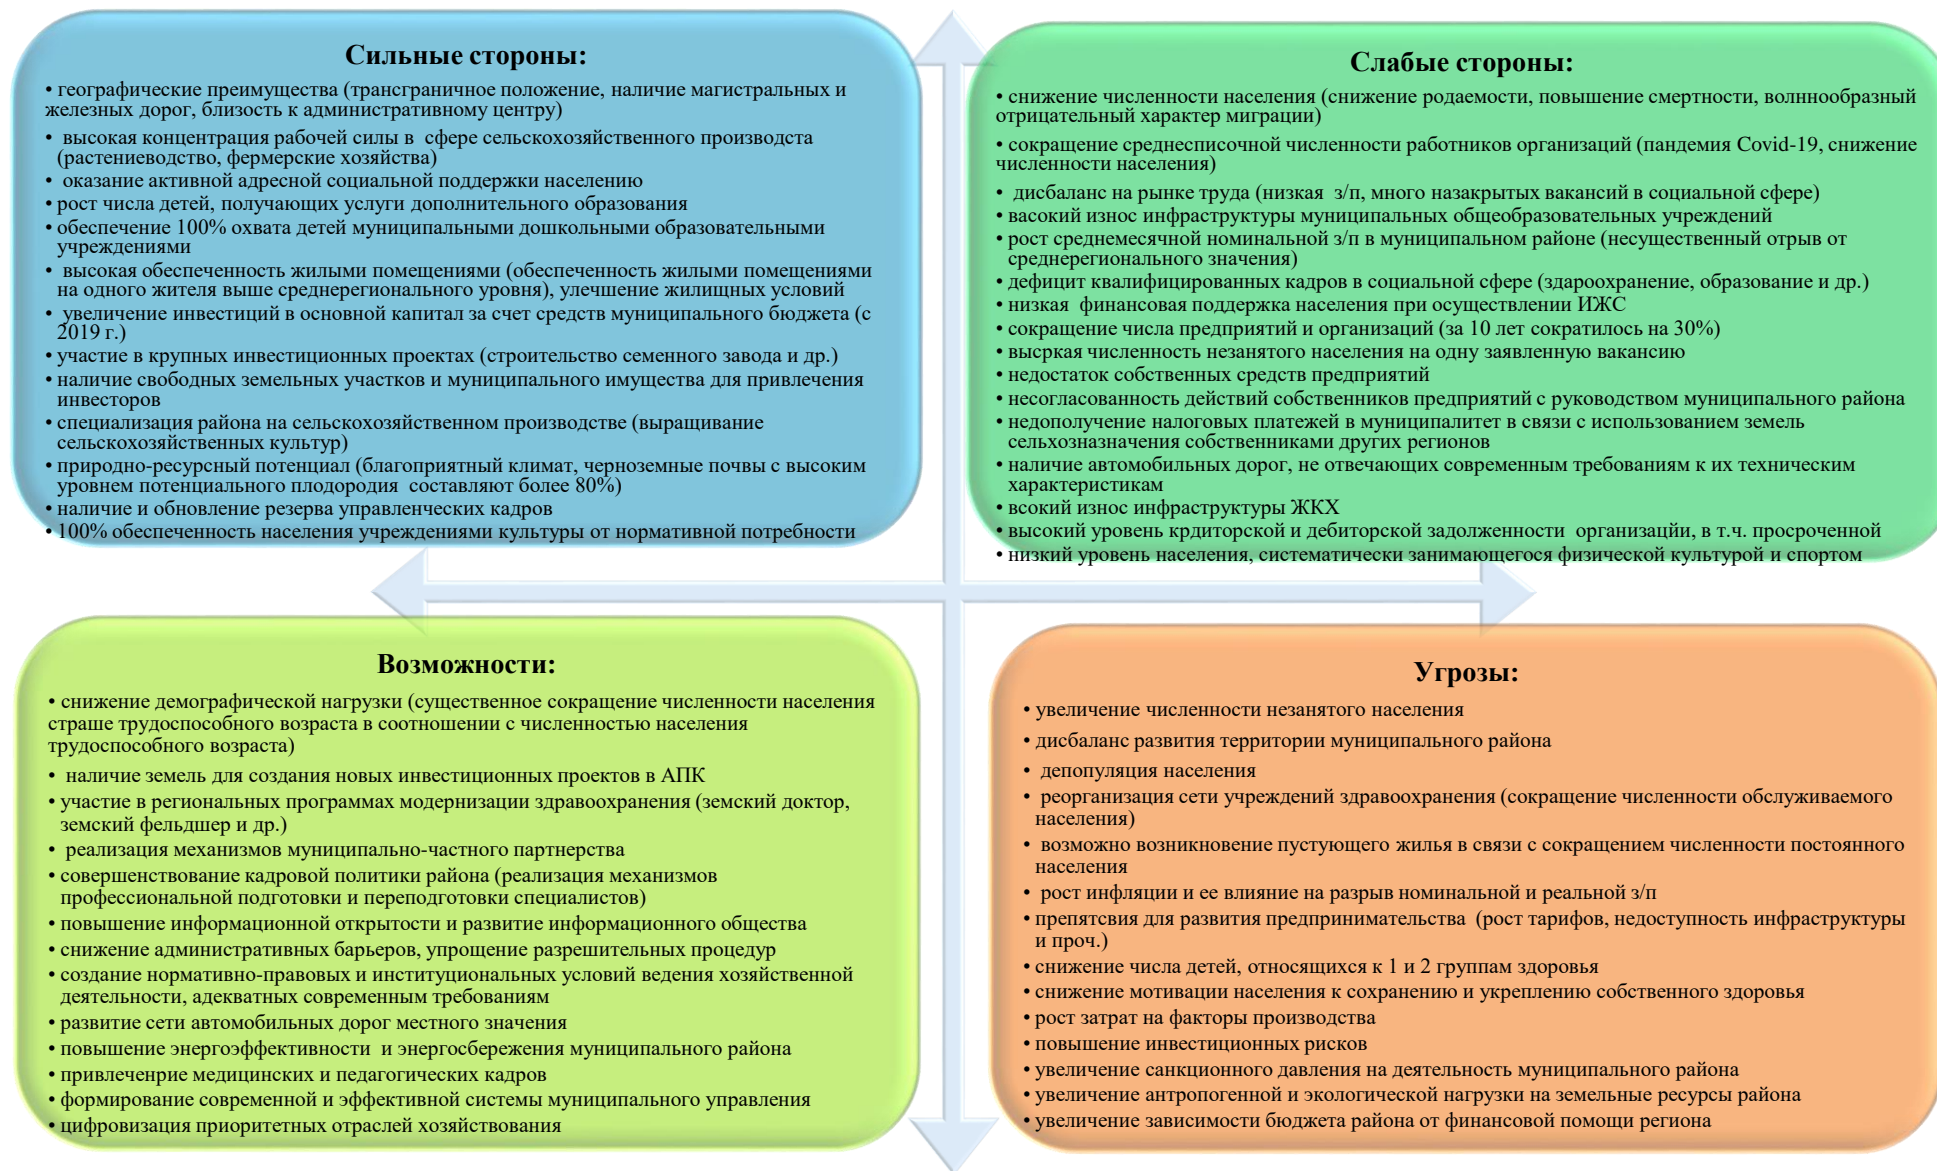 Сильные стороны:
• географические преимущества (трансграничное положение, наличие магистральных и
железных дорог, близость к административному центру)
• высокая концентрация рабочей силы в сфере сельскохозяйственного производста
(растениеводство, фермерские хозяйства)
• оказание активной адресной социальной поддержки населению
• рост числа детей, получающих услуги дополнительного образования
• обеспечение 100% охвата детей муниципальными дошкольными образовательными
учреждениями
• высокая обеспеченность жилыми помещениями (обеспеченность жилыми помещениями
на одного жителя выше среднерегионального уровня), улечшение жилищных условий
• увеличение инвестиций в основной капитал за счет средств муниципального бюджета (с
2019 г.)
• участие в крупных инвестиционных проектах (строительство семенного завода и др.)
• наличие свободных земельных участков и муниципального имущества для привлечения
инвесторов
• специализация района на сельскохозяйственном производстве (выращивание
сельскохозяйственных культур)
• природно-ресурсный потенциал (благоприятный климат, черноземные почвы с высоким
уровнем потенциального плодородия составляют более 80%)
• наличие и обновление резерва управленческих кадров
• 100% обеспеченность населения учреждениями культуры от нормативной потребности
Слабые стороны:
• снижение численности населения (снижение родаемости, повышение смертности, волннообразный
отрицательный характер миграции)
• сокращение среднесписочной численности работников организаций (пандемия Covid-19, снижение
численности населения)
• дисбаланс на рынке труда (низкая з/п, много назакрытых вакансий в социальной сфере)
• васокий износ инфраструктуры муниципальных общеобразовательных учреждений
• рост среднемесячной номинальной з/п в муниципальном районе (несущественный отрыв от
среднерегионального значения)
• дефицит квалифицированных кадров в социальной сфере (здароохранение, образование и др.)
• низкая финансовая поддержка населения при осуществлении ИЖС
• сокращение числа предприятий и организаций (за 10 лет сократилось на 30%)
• высркая численность незанятого населения на одну заявленную вакансию
• недостаток собственных средств предприятий
• несогласованность действий собственников предприятий с руководством муниципального района
• недополучение налоговых платежей в муниципалитет в связи с использованием земель
сельхозназначения собственниками других регионов
• наличие автомобильных дорог, не отвечающих современным требованиям к их техническим
характеристикам
• всокий износ инфраструктуры ЖКХ
• высокий уровень крдиторской и дебиторской задолженности организацйи, в т.ч. просроченной
• низкий уровень населения, систематически занимающегося физической культурой и спортом
Возможности:
• снижение демографической нагрузки (существенное сокращение численности населения
страше трудоспособного возраста в соотношении с численностью населения
трудоспособного возраста)
• наличие земель для создания новых инвестиционных проектов в АПК
• участие в региональных программах модернизации здравоохранения (земский доктор,
земский фельдшер и др.)
• реализация механизмов муниципально-частного партнерства
• совершенствование кадровой политики района (реализация механизмов
профессиональной подготовки и переподготовки специалистов)
• повышение информационной открытости и развитие информационного общества
• снижение административных барьеров, упрощение разрешительных процедур
• создание нормативно-правовых и институциональных условий ведения хозяйственной
деятельности, адекватных современным требованиям
• развитие сети автомобильных дорог местного значения
• повышение энергоэффективности и энергосбережения муниципального района
• привлеченрие медицинских и педагогических кадров
• формирование современной и эффективной системы муниципального управления
• цифровизация приоритетных отраслей хозяйствования
Угрозы:
• увеличение численности незанятого населения
• дисбаланс развития территории муниципального района
• депопуляция населения
• реорганизация сети учреждений здравоохранения (сокращение численности обслуживаемого
населения)
• возможно возникновение пустующего жилья в связи с сокращением численности постоянного
населения
• рост инфляции и ее влияние на разрыв номинальной и реальной з/п
• препятсвия для развития предпринимательства (рост тарифов, недоступность инфраструктуры
и проч.)
• снижение числа детей, относящихся к 1 и 2 группам здоровья
• снижение мотивации населения к сохранению и укреплению собственного здоровья
• рост затрат на факторы производства
• повышение инвестиционных рисков
• увеличение санкционного давления на деятельность муниципального района
• увеличение антропогенной и экологической нагрузки на земельные ресурсы района
• увеличение зависимости бюджета района от финансовой помощи региона